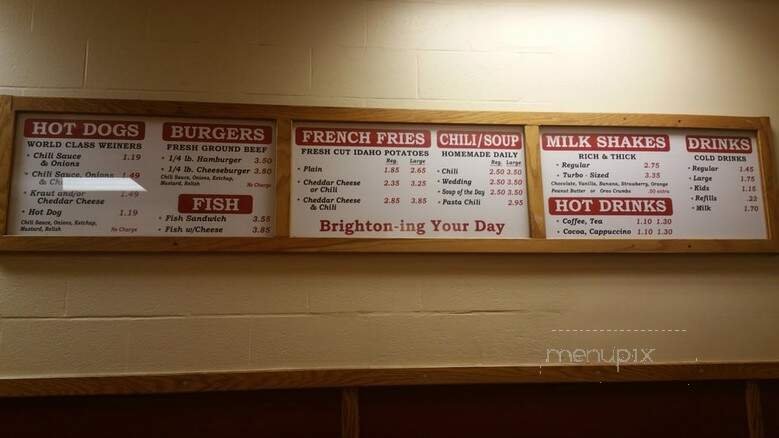 HOT DOGS
WORLD CLASS WEINERS
• Chili Sauce & Onions 1.19
• Chili Sauce, Onions & 1.49
• Kraut and/or Cheddar Cheese 1.49
• Hot Dog 1.19
Chili Sauce, Onions, Ketchup,
Mustard, Relish No Charge
BURGERS
FRESH GROUND BEEF
• 1/4 lb. Hamburger 3.50
• 1/4 lb. Cheeseburger 3.80
Chili Sauce, Onions, Ketchup,
Mustard, Relish No Charge
FISH
• Fish Sandwich 3.55
• Fish w/Cheese 3.85
FRENCH FRIES
FRESH CUT IDAHO POTATOES
Reg. Large
• Plain 1.85 2.65
• Cheddar Cheese or Chili 2.35 3.25
• Cheddar Cheese & Chili 2.85 3.85
CHILI/SOUP
HOMEMADE DAILY
Reg. Large
• Chili 2.50 3.50
• Wedding 2.50 3.50
• Soup of the Day 2.50 3.50
• Pasta Chili 2.95
Brighton-ing Your Day
MILK SHAKES
RICH & THICK
• Regular 2.75
• Turbo - Sized 3.35
Chocolate, Vanilla, Banana, Strawberry, Orange
Peanut Butter or Oreo Crumbs .50 extra
HOT DRINKS
• Coffee, Tea 1.10 1.30
• Cocoa, Cappuccino 1.10 1.30
DRINKS
COLD DRINKS
• Regular 1.45
• Large 1.75
• Kids 1.15
• Refills
• Milk 1.70
menupix